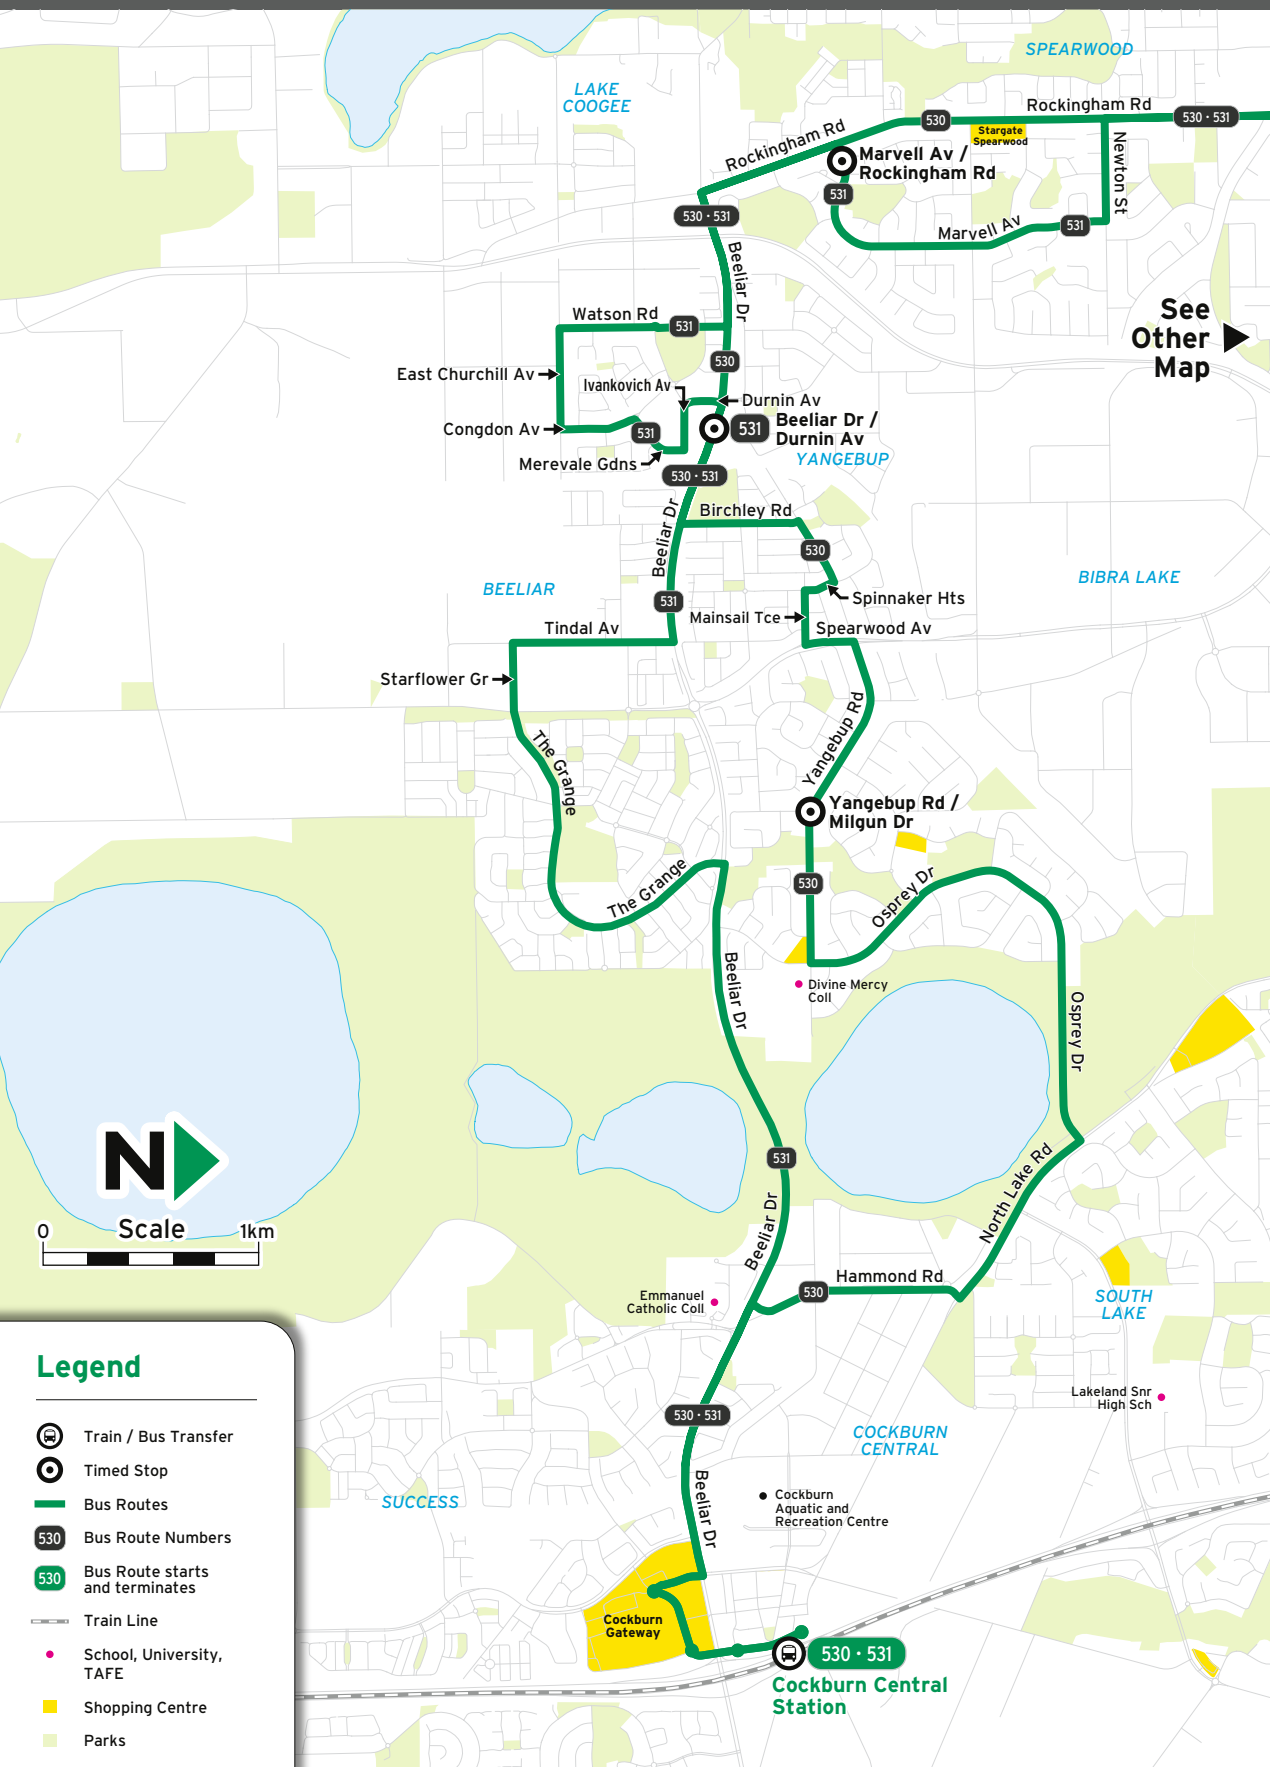 SPEARWOOD
LAKE
COOGEE
Rockingham Rd
530 · 531
530
Stargate
Spearwood
Rockingham Rd
Newton St
Marvell Av /
Rockingham Rd
531
530 · 531
Marvell Av
531
Beeliar Dr
See
Other
Map
Watson Rd
531
530
East Churchill Av
Ivankovich Av
Durnin Av
Congdon Av
531
531
Beeliar Dr /
Durnin Av
Merevale Gdns
YANGEBUP
530 · 531
Birchley Rd
Beeliar Dr
530
BEELIAR
BIBRA LAKE
531
Spinnaker Hts
Mainsail Tce
Tindal Av
Spearwood Av
Starflower Gr
Yangebup Rd
The Grange
Yangebup Rd /
Milgun Dr
530
The Grange
Osprey Dr
Beeliar Dr
Divine Mercy
Coll
Osprey Dr
N
531
North Lake Rd
0
Scale
1km
Beeliar Dr
Hammond Rd
530
Emmanuel
Catholic Coll
SOUTH
LAKE
Lakeland Snr
High Sch
530 · 531
COCKBURN
CENTRAL
Beeliar Dr
SUCCESS
Cockburn
Aquatic and
Recreation Centre
Cockburn
Gateway
530 · 531
Cockburn Central
Station
Legend
Train / Bus Transfer
Timed Stop
Bus Routes
530
Bus Route Numbers
530
Bus Route starts
and terminates
Train Line
School, University,
TAFE
Shopping Centre
Parks